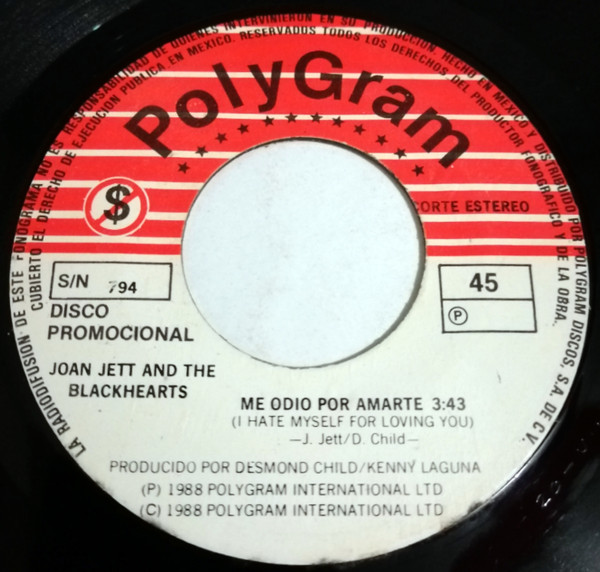 LA RADIODIFUSION DE ESTE FONOGRAMA NO ES RESPONSABILIDAD DE QUIENES INTERVINIERON EN SU PRODUCCION. HECHO EN MEXICO Y DISTRIBUIDO POR POLYGRAM DISCOS, S.A. DE C.V.
CUBIERTO EL DERECHO DE EJECUCION PUBLICA EN MEXICO. RESERVADOS TODOS LOS DERECHOS DEL PRODUCTOR FONOGRAFICO Y DE LA OBRA.
PolyGram
$
CORTE ESTEREO
S/N 794
45
DISCO
PROMOCIONAL
P
JOAN JETT AND THE
BLACKHEARTS
ME ODIO POR AMARTE 3:43
(I HATE MYSELF FOR LOVING YOU)
—J. Jett/D. Child—
PRODUCIDO POR DESMOND CHILD/KENNY LAGUNA
(P) 1988 POLYGRAM INTERNATIONAL LTD
(C) 1988 POLYGRAM INTERNATIONAL LTD